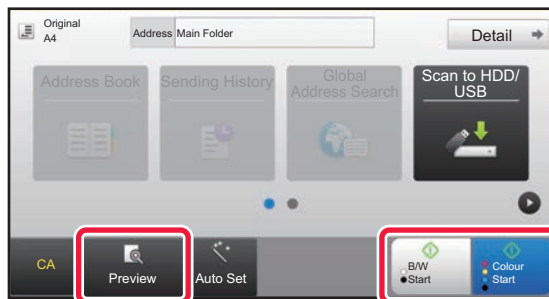 Original
A4
Address Main Folder
Detail
Address Book
Sending History
Global
Address Search
Scan to HDD/
USB
CA
Preview
Auto Set
B/W
Start
Colour
Start